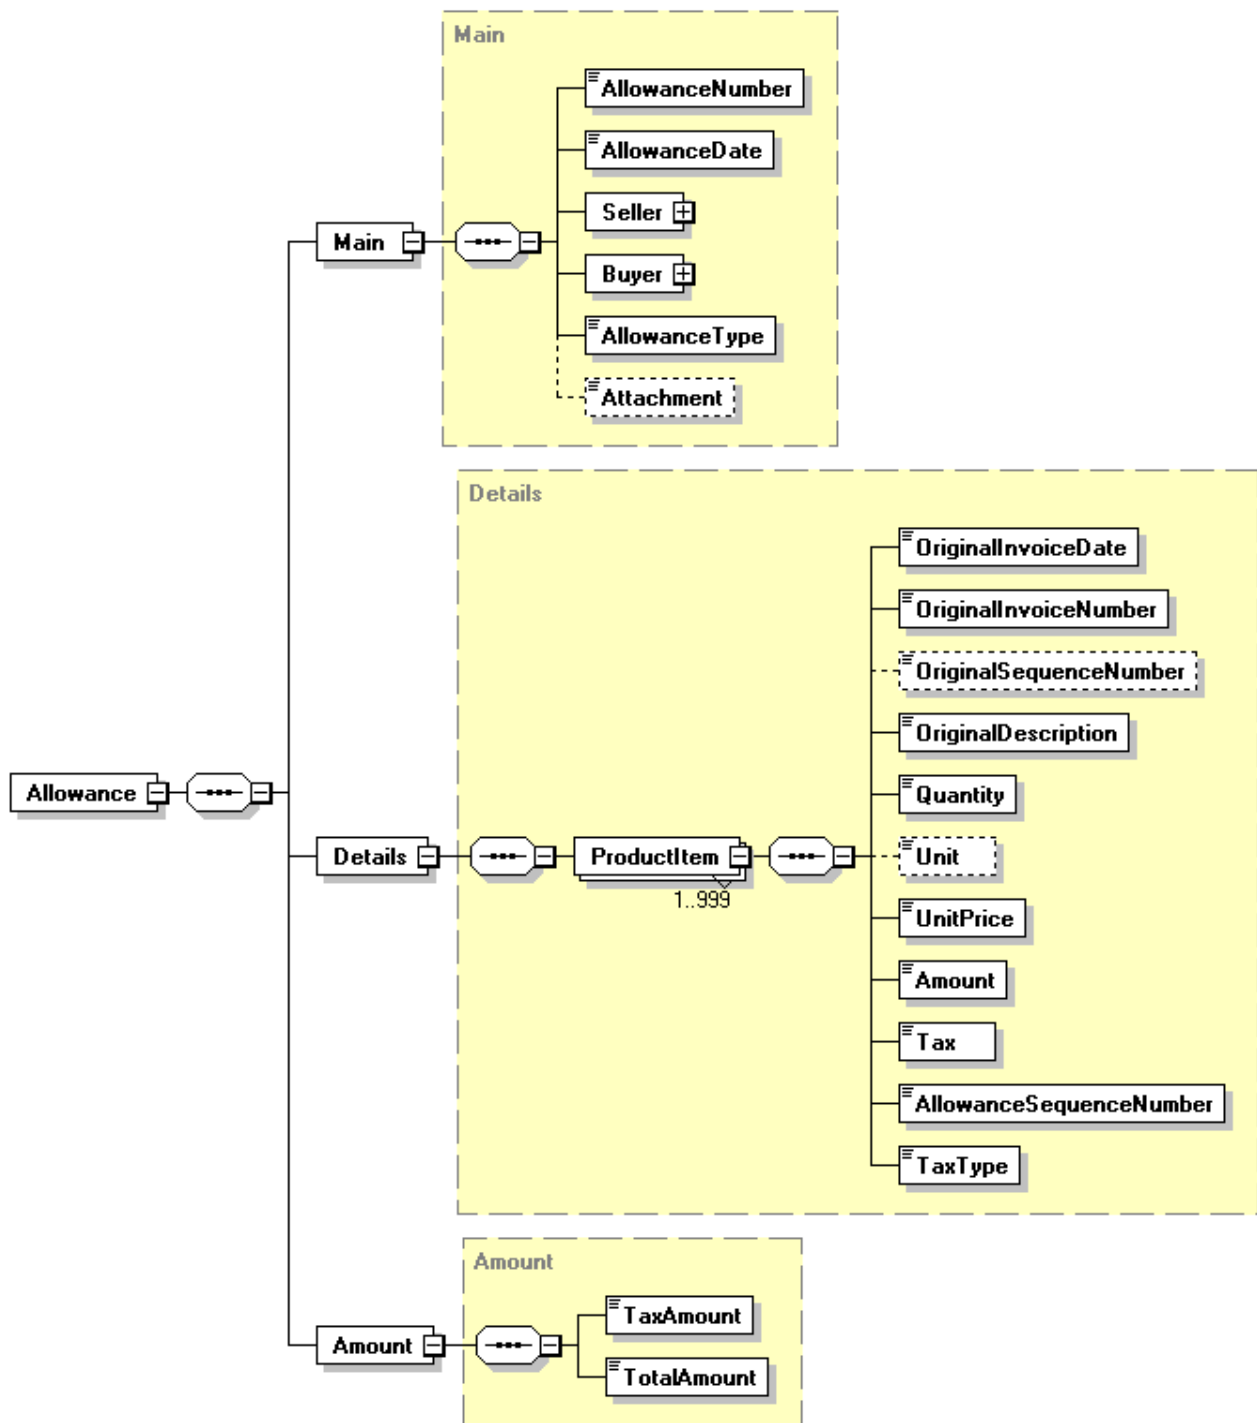 Main
AllowanceNumber
AllowanceDate
Seller
Main
Buyer
AllowanceType
Attachment
Details
OriginalInvoiceDate
OriginalInvoiceNumber
OriginalSequenceNumber
OriginalDescription
Allowance
Quantity
Details
ProductItem
Unit
1..999
UnitPrice
Amount
Tax
AllowanceSequenceNumber
TaxType
Amount
TaxAmount
Amount
TotalAmount